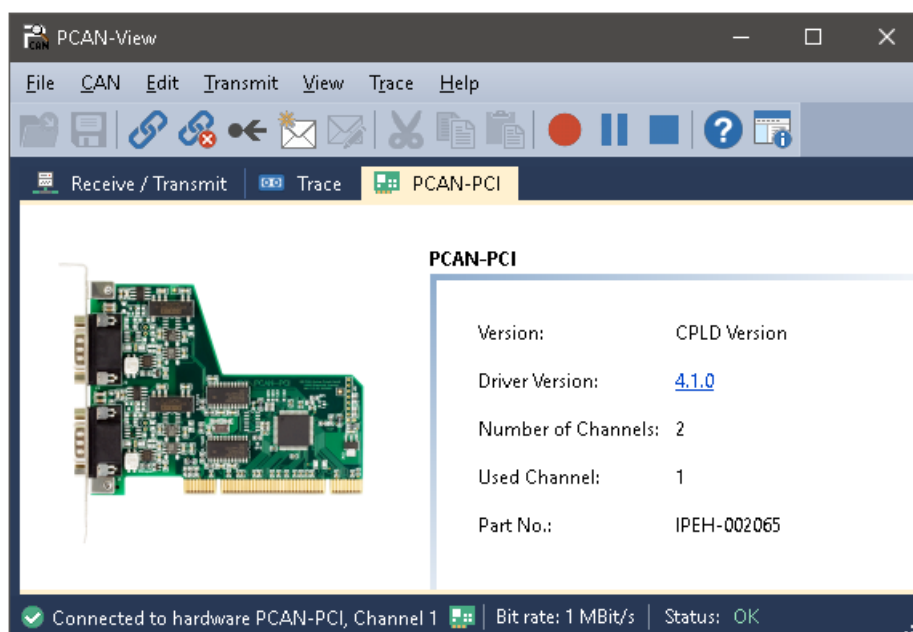 PCAN-View
File CAN Edit Transmit View Trace Help
Receive / Transmit Trace PCAN-PCI
PCAN-PCI
Version: CPLD Version
Driver Version: 4.1.0
Number of Channels: 2
Used Channel: 1
Part No.: IPEH-002065
PCAN-PCI
Connected to hardware PCAN-PCI, Channel 1 Bit rate: 1 MBit/s Status: OK